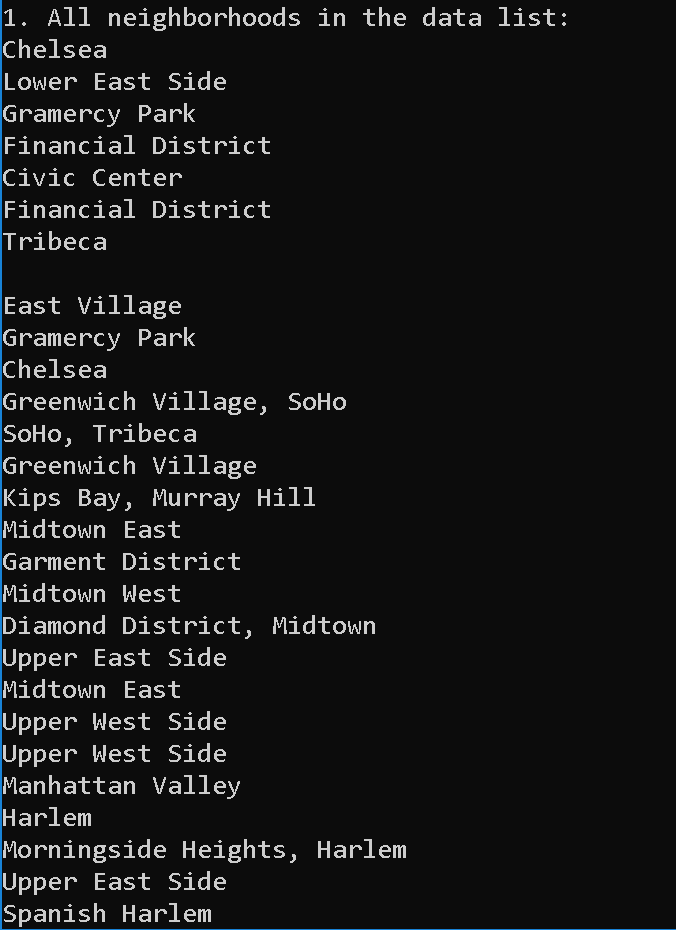 1. All neighborhoods in the data list:
Chelsea
Lower East Side
Gramercy Park
Financial District
Civic Center
Financial District
Tribeca

East Village
Gramercy Park
Chelsea
Greenwich Village, SoHo
SoHo, Tribeca
Greenwich Village
Kips Bay, Murray Hill
Midtown East
Garment District
Midtown West
Diamond District, Midtown
Upper East Side
Midtown East
Upper West Side
Upper West Side
Manhattan Valley
Harlem
Morningside Heights, Harlem
Upper East Side
Spanish Harlem